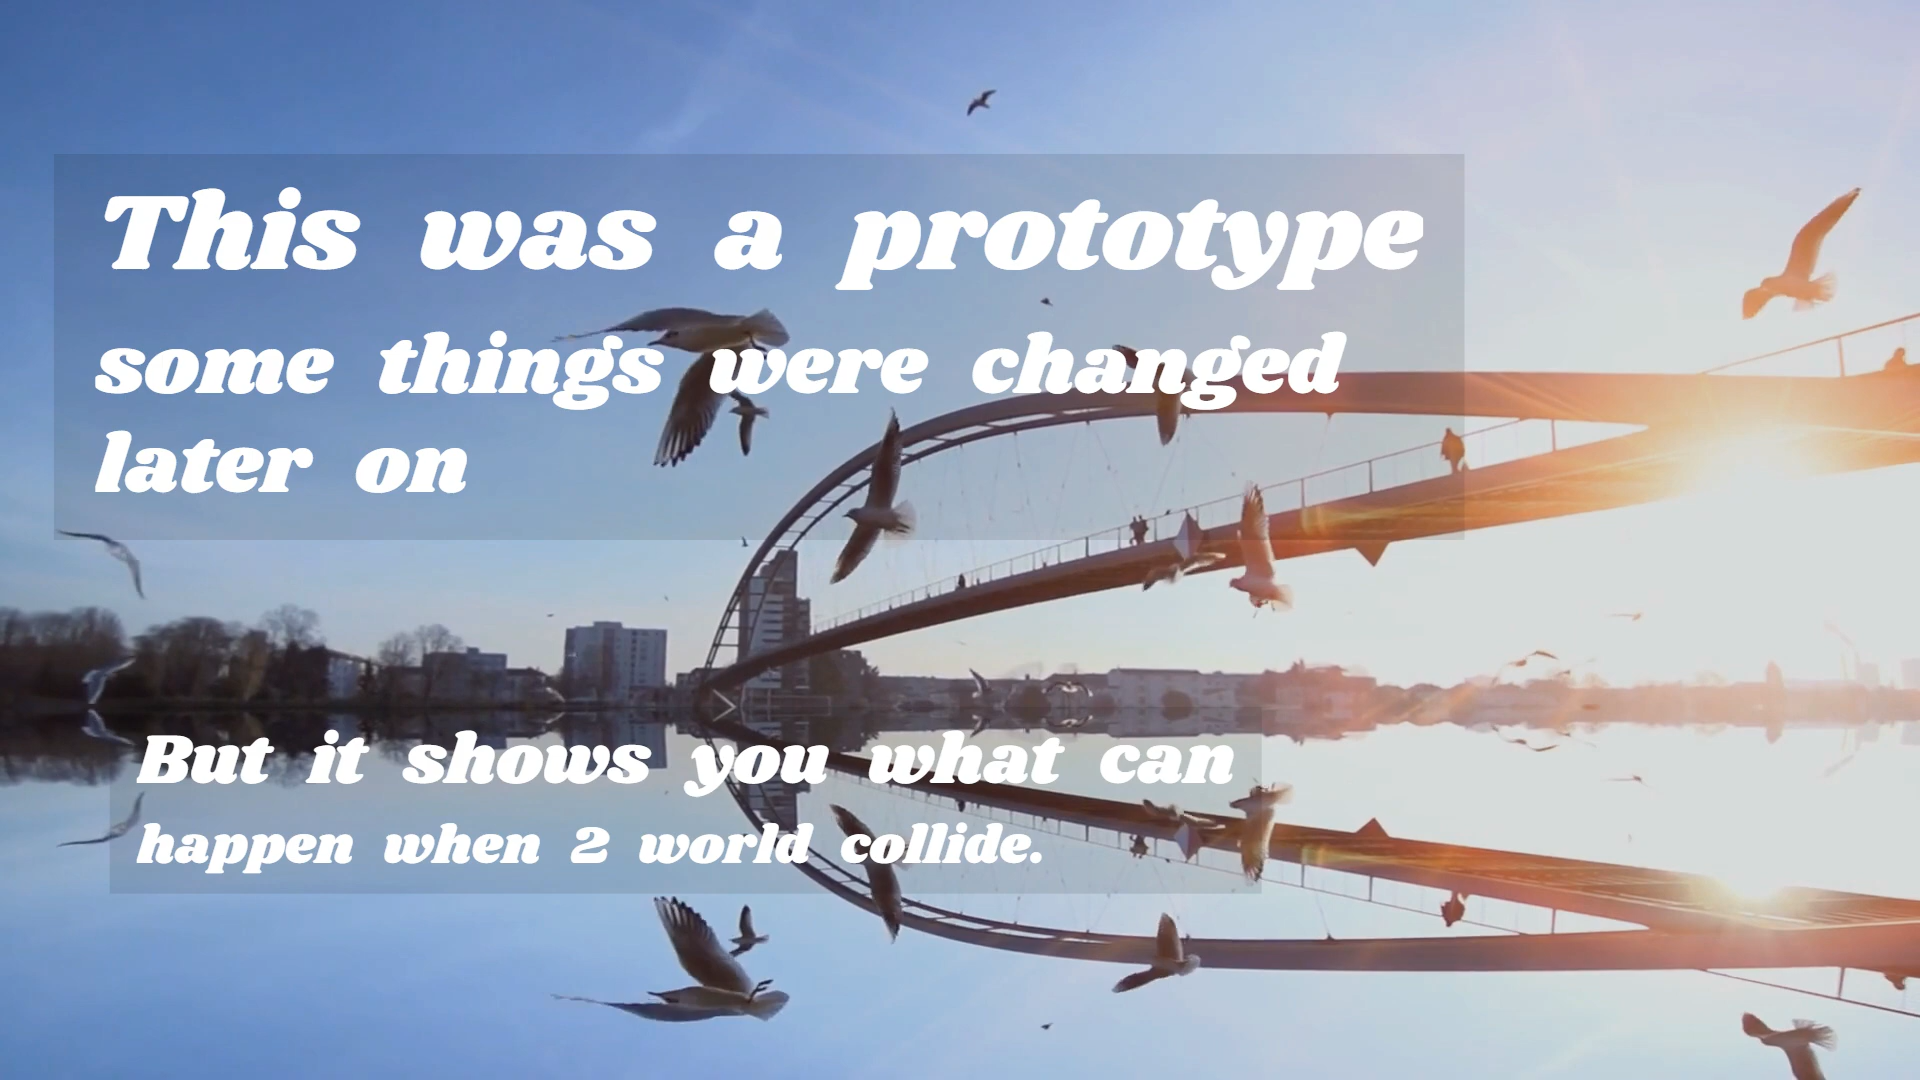 This was a prototype
some things were changed
later on
But it shows you what can
happen when 2 world collide.